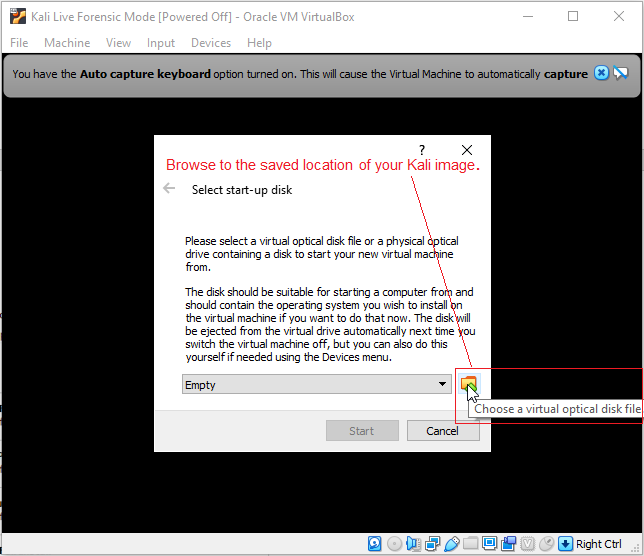 Kali Live Forensic Mode [Powered Off] - Oracle VM VirtualBox
File Machine View Input Devices Help
You have the Auto capture keyboard option turned on. This will cause the Virtual Machine to automatically capture
?
Browse to the saved location of your Kali image.
Select start-up disk
Please select a virtual optical disk file or a physical optical
drive containing a disk to start your new virtual machine
from.
The disk should be suitable for starting a computer from and
should contain the operating system you wish to install on
the virtual machine if you want to do that now. The disk will
be ejected from the virtual drive automatically next time you
switch the virtual machine off, but you can also do this
yourself if needed using the Devices menu.
Empty
Choose a virtual optical disk file
Start Cancel
Right Ctrl